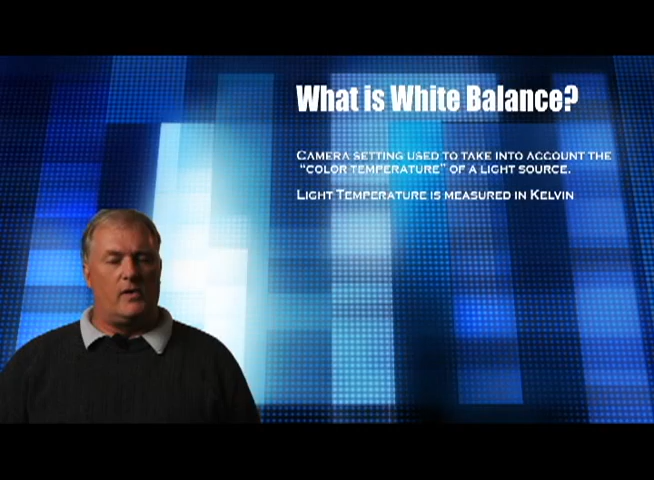 What is White Balance?
Camera setting used to take into account the
"color temperature" of a light source.
Light Temperature is measured in Kelvin